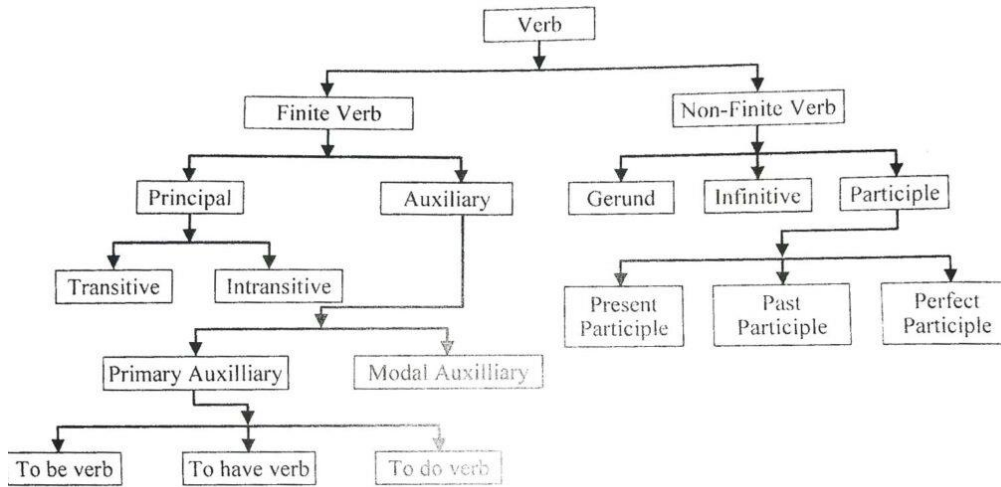 Verb
Finite Verb
Non-Finite Verb
Principal
Auxiliary
Gerund
Infinitive
Participle
Transitive
Intransitive
Present
Participle
Past
Participle
Perfect
Participle
Primary Auxilliary
Modal Auxilliary
To be verb
To have verb
To do verb